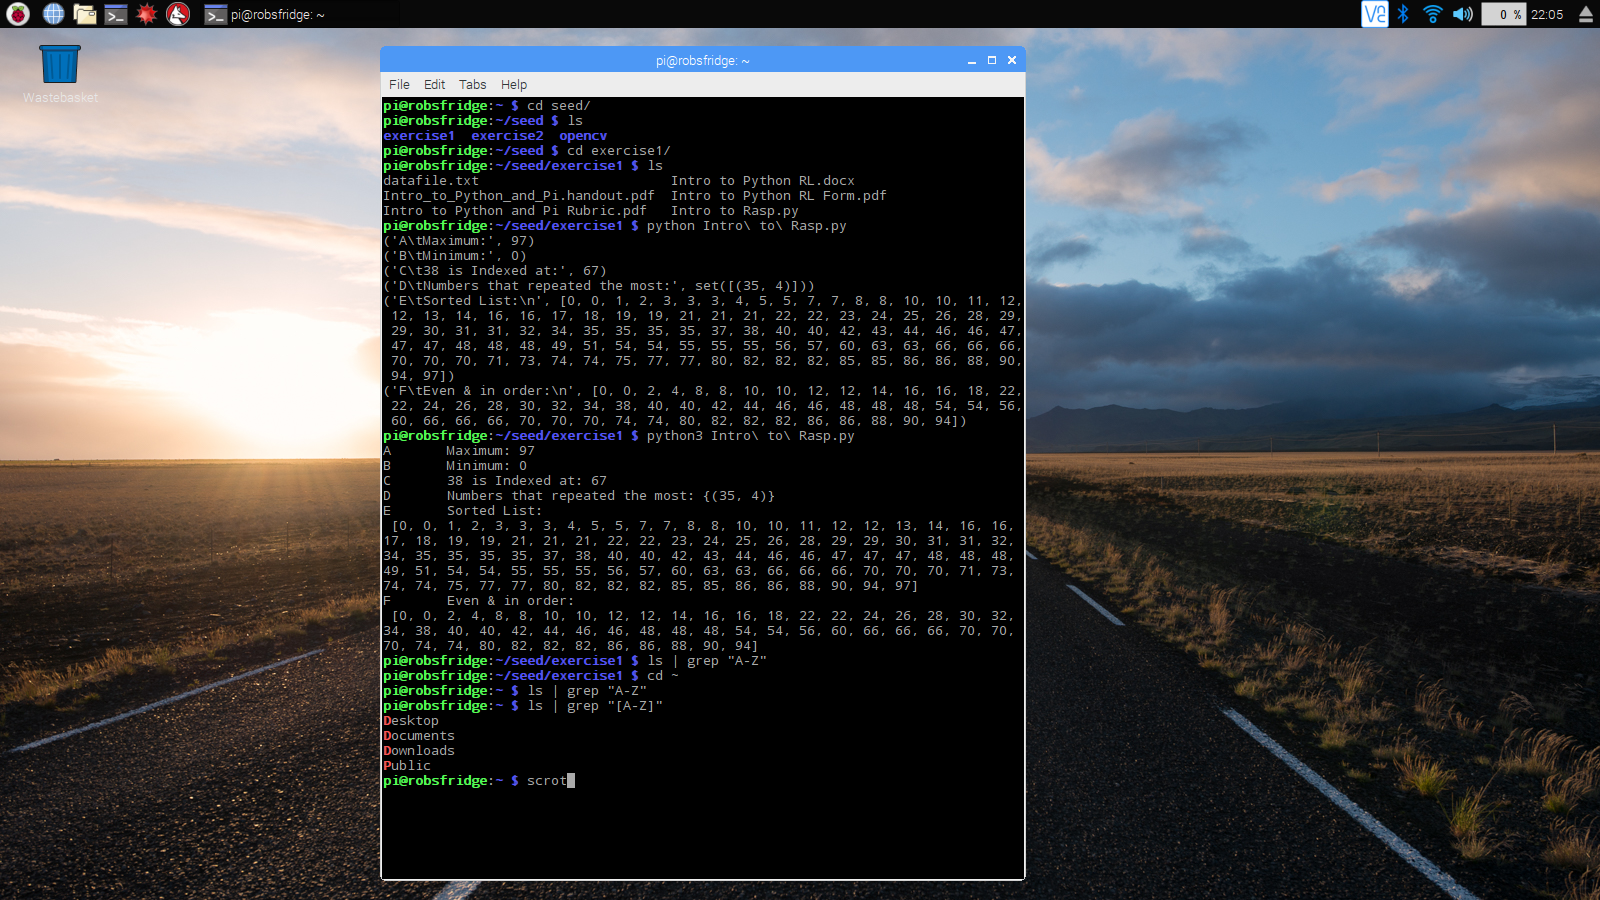 pi@robsfridge: ~
0 %
22:05
Wastebasket
pi@robsfridge: ~
File Edit Tabs Help
pi@robsfridge:~ $ cd seed/
pi@robsfridge:~/seed $ ls
exercise1  exercise2  opencv
pi@robsfridge:~/seed $ cd exercise1/
pi@robsfridge:~/seed/exercise1 $ ls
datafile.txt                        Intro to Python RL.docx
Intro_to_Python_and_Pi.handout.pdf  Intro to Python RL Form.pdf
Intro to Python and Pi Rubric.pdf   Intro to Rasp.py
pi@robsfridge:~/seed/exercise1 $ python Intro\ to\ Rasp.py
('A\tMaximum:', 97)
('B\tMinimum:', 0)
('C\t38 is Indexed at:', 67)
('D\tNumbers that repeated the most:', set([(35, 4)]))
('E\tSorted List:\n', [0, 0, 1, 2, 3, 3, 3, 4, 5, 5, 7, 7, 8, 8, 10, 10, 11, 12,
 12, 13, 14, 16, 16, 17, 18, 19, 19, 21, 21, 21, 22, 22, 23, 24, 25, 26, 28, 29,
 29, 30, 31, 31, 32, 34, 35, 35, 35, 35, 37, 38, 40, 40, 42, 43, 44, 46, 46, 47,
 47, 47, 48, 48, 48, 49, 51, 54, 54, 55, 55, 55, 56, 57, 60, 63, 63, 66, 66, 66,
 70, 70, 70, 71, 73, 74, 74, 75, 77, 77, 80, 82, 82, 82, 85, 85, 86, 86, 88, 90,
 94, 97])
('F\tEven & in order:\n', [0, 0, 2, 4, 8, 8, 10, 10, 12, 12, 14, 16, 16, 18, 22,
 22, 24, 26, 28, 30, 32, 34, 38, 40, 40, 42, 44, 46, 46, 48, 48, 48, 54, 54, 56,
 60, 66, 66, 66, 70, 70, 70, 74, 74, 80, 82, 82, 82, 86, 86, 88, 90, 94])
pi@robsfridge:~/seed/exercise1 $ python3 Intro\ to\ Rasp.py
A       Maximum: 97
B       Minimum: 0
C       38 is Indexed at: 67
D       Numbers that repeated the most: {(35, 4)}
E       Sorted List:
 [0, 0, 1, 2, 3, 3, 3, 4, 5, 5, 7, 7, 8, 8, 10, 10, 11, 12, 12, 13, 14, 16, 16,
17, 18, 19, 19, 21, 21, 21, 22, 22, 23, 24, 25, 26, 28, 29, 29, 30, 31, 31, 32,
34, 35, 35, 35, 35, 37, 38, 40, 40, 42, 43, 44, 46, 46, 47, 47, 47, 48, 48, 48,
49, 51, 54, 54, 55, 55, 55, 56, 57, 60, 63, 63, 66, 66, 66, 70, 70, 70, 71, 73,
74, 74, 75, 77, 77, 80, 82, 82, 82, 85, 85, 86, 86, 88, 90, 94, 97]
F       Even & in order:
 [0, 0, 2, 4, 8, 8, 10, 10, 12, 12, 14, 16, 16, 18, 22, 22, 24, 26, 28, 30, 32,
34, 38, 40, 40, 42, 44, 46, 46, 48, 48, 48, 54, 54, 56, 60, 66, 66, 66, 70, 70,
70, 74, 74, 80, 82, 82, 82, 86, 86, 88, 90, 94]
pi@robsfridge:~/seed/exercise1 $ ls | grep "A-Z"
pi@robsfridge:~/seed/exercise1 $ cd ~
pi@robsfridge:~ $ ls | grep "A-Z"
pi@robsfridge:~ $ ls | grep "[A-Z]"
Desktop
Documents
Downloads
Public
pi@robsfridge:~ $ scrot